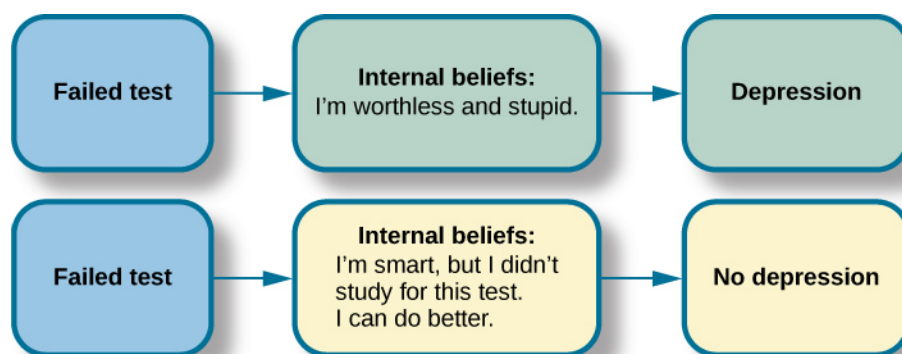 Failed test
Internal beliefs:
I'm worthless and stupid.
Depression
Failed test
Internal beliefs:
I'm smart, but I didn't
study for this test.
I can do better.
No depression